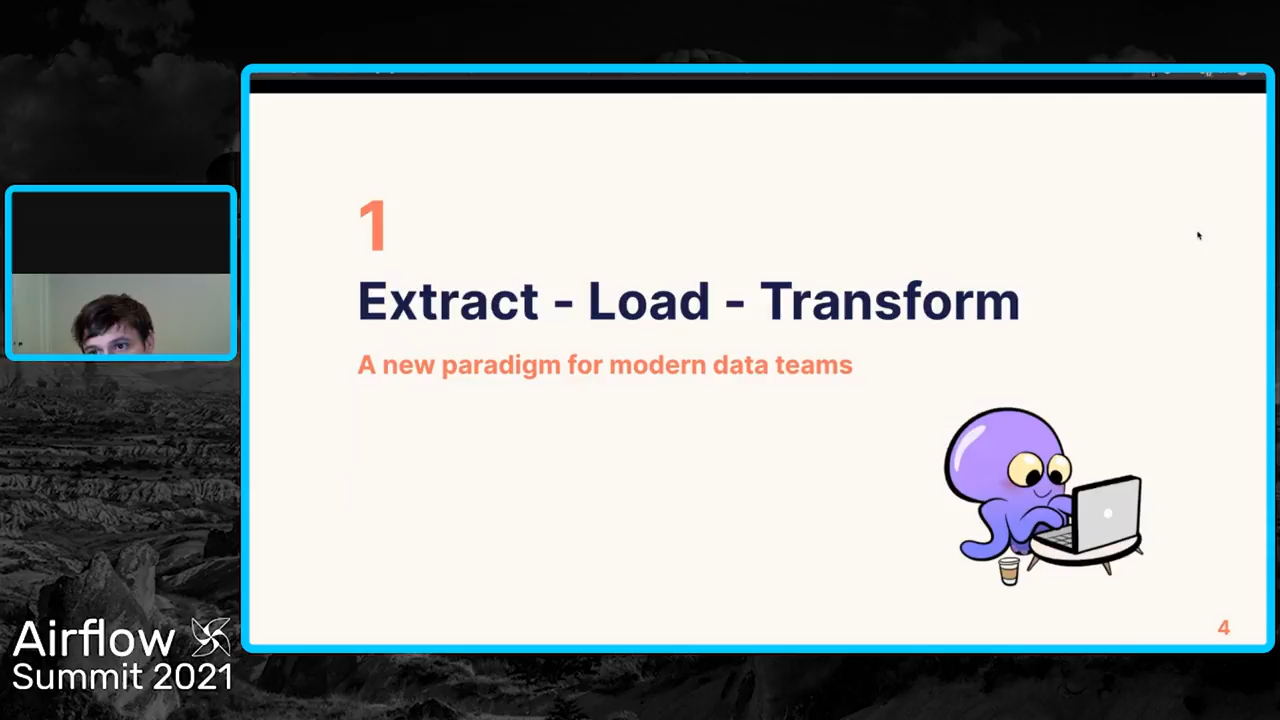 1
Extract - Load - Transform
A new paradigm for modern data teams
4
Airflow
Summit 2021